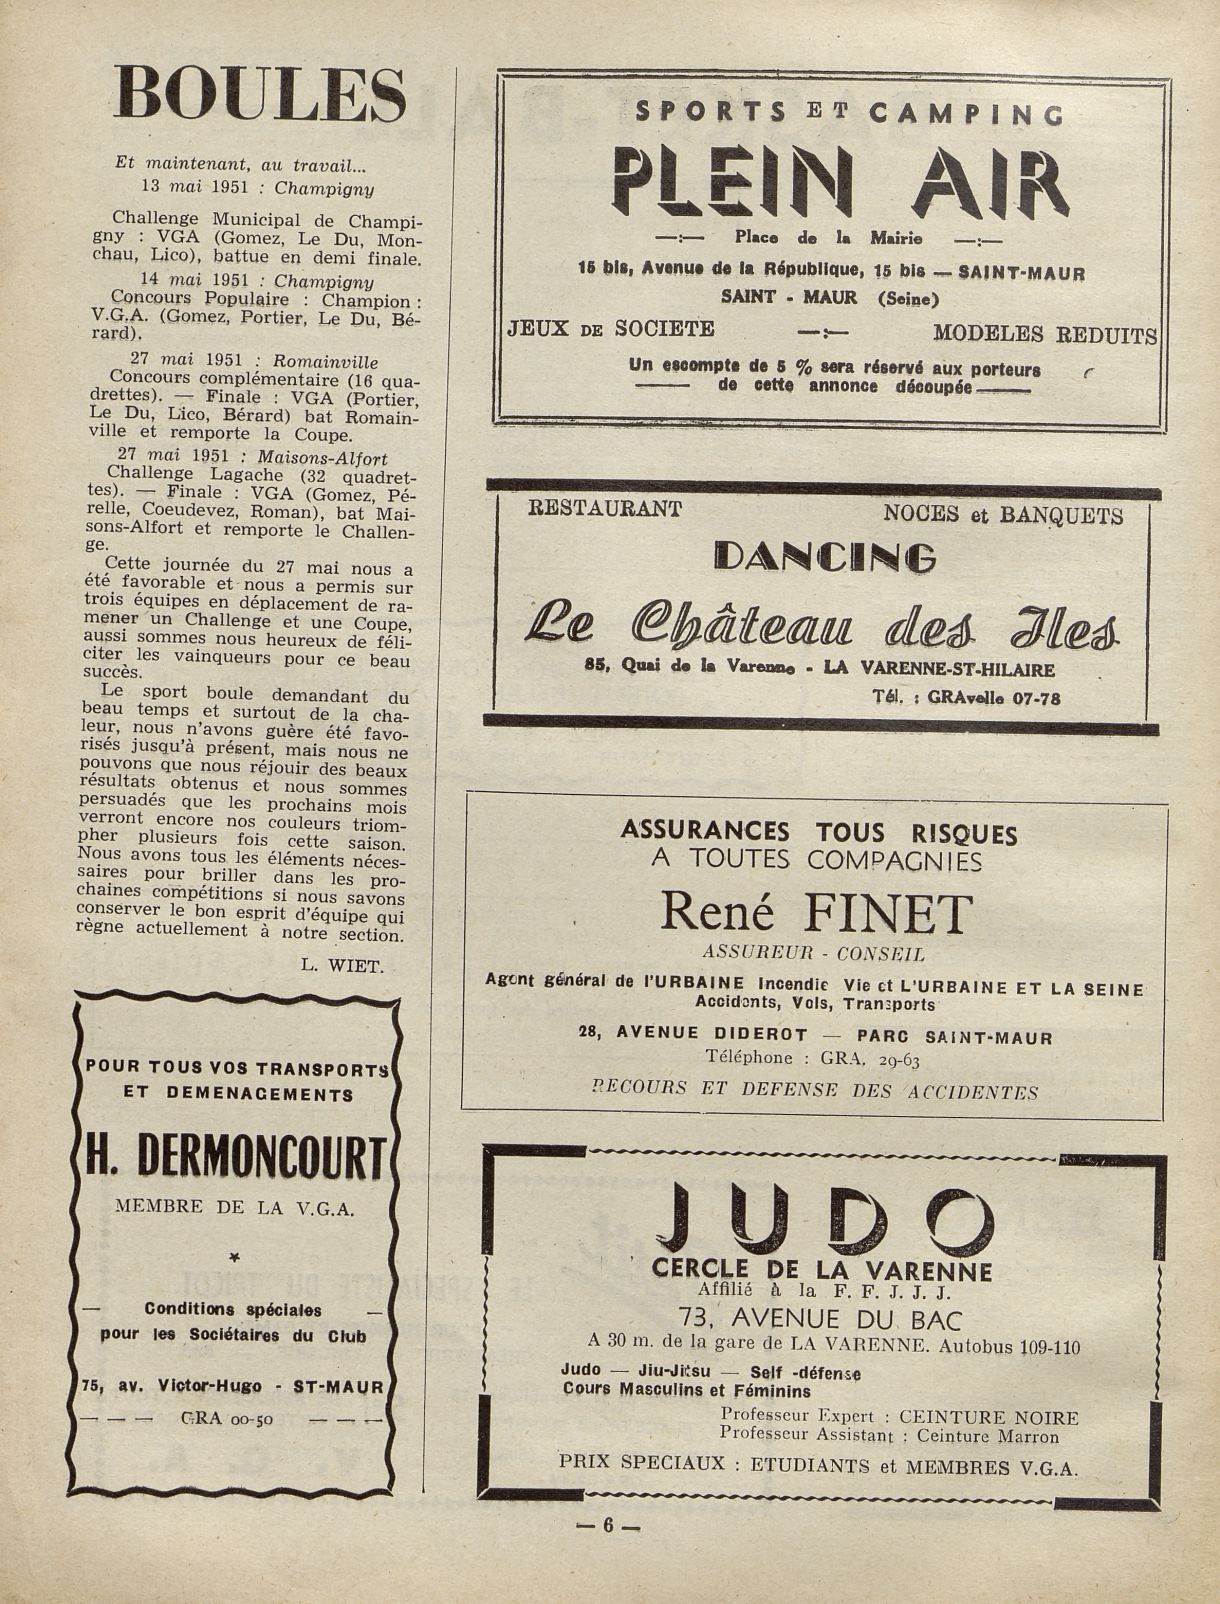 BOULES
Et maintenant, au travail...
13 mai 1951 : Champigny
Challenge Municipal de Champi-
gny : VGA (Gomez, Le Du, Mon-
chau, Lico), battue en demi finale.
14 mai 1951 : Champigny
Concours Populaire : Champion :
V.G.A. (Gomez, Portier, Le Du, Bé-
rard).
27 mai 1951 : Romainville
Concours complémentaire (16 qua-
drettes). — Finale : VGA (Portier,
Le Du, Lico, Bérard) bat Romain-
ville et remporte la Coupe.
27 mai 1951 : Maisons-Alfort
Challenge Lagache (32 quadret-
tes). — Finale : VGA (Gomez, Pé-
relle, Coeudevez, Roman), bat Mai-
sons-Alfort et remporte le Challen-
ge.
Cette journée du 27 mai nous a
été favorable et nous a permis sur
trois équipes en déplacement de ra-
mener un Challenge et une Coupe,
aussi sommes nous heureux de féli-
citer les vainqueurs pour ce beau
succès.
Le sport boule demandant du
beau temps et surtout de la cha-
leur, nous n'avons guère été favo-
risés jusqu'à présent, mais nous ne
pouvons que nous réjouir des beaux
résultats obtenus et nous sommes
persuadés que les prochains mois
verront encore nos couleurs triom-
pher plusieurs fois cette saison.
Nous avons tous les éléments néces-
saires pour briller dans les pro-
chaines compétitions si nous savons
conserver le bon esprit d'équipe qui
règne actuellement à notre section.
L. WIET.
POUR TOUS VOS TRANSPORTS
ET DEMENAGEMENTS
H. DERMONCOURT
MEMBRE DE LA V.G.A.
★
— Conditions spéciales —
pour les Sociétaires du Club
75, av. Victor-Hugo - ST-MAUR
— — — GRA 00-50 — — —
SPORTS ET CAMPING
PLEIN AIR
—:— Place de la Mairie —:—
15 bis, Avenue de la République, 15 bis — SAINT-MAUR
SAINT - MAUR (Seine)
JEUX DE SOCIETE —:— MODELES REDUITS
Un escompte de 5 % sera réservé aux porteurs
—— de cette annonce découpée ——
RESTAURANT NOCES et BANQUETS
DANCING
Le Château des Iles
85, Quai de la Varenne - LA VARENNE-ST-HILAIRE
Tél. : GRAvelle 07-78
ASSURANCES TOUS RISQUES
A TOUTES COMPAGNIES
René FINET
ASSUREUR - CONSEIL
Agent général de l'URBAINE Incendie Vie et L'URBAINE ET LA SEINE
Accidents, Vols, Transports
28, AVENUE DIDEROT — PARC SAINT-MAUR
Téléphone : GRA. 29-63
RECOURS ET DEFENSE DES ACCIDENTES
JUDO
CERCLE DE LA VARENNE
Affilié à la F. F. J. J. J.
73, AVENUE DU BAC
A 30 m. de la gare de LA VARENNE. Autobus 109-110
Judo — Jiu-Jitsu — Self -défense
Cours Masculins et Féminins
Professeur Expert : CEINTURE NOIRE
Professeur Assistant : Ceinture Marron
PRIX SPECIAUX : ETUDIANTS et MEMBRES V.G.A.
— 6 —